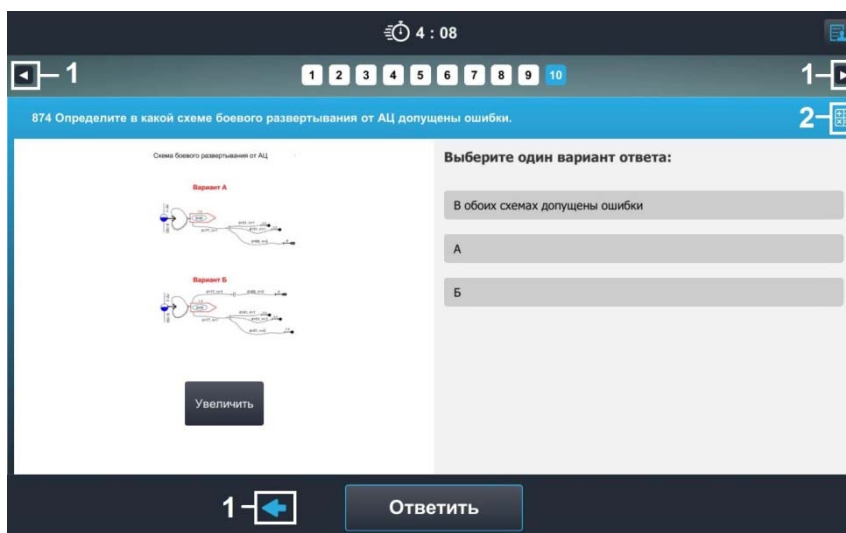 4 : 08
1
1 2 3 4 5 6 7 8 9 10
1
874 Определите в какой схеме боевого развертывания от АЦ допущены ошибки.
2
Схема боевого развертывания от АЦ
Вариант А
Вариант Б
Увеличить
Выберите один вариант ответа:
В обоих схемах допущены ошибки
А
Б
1
Ответить